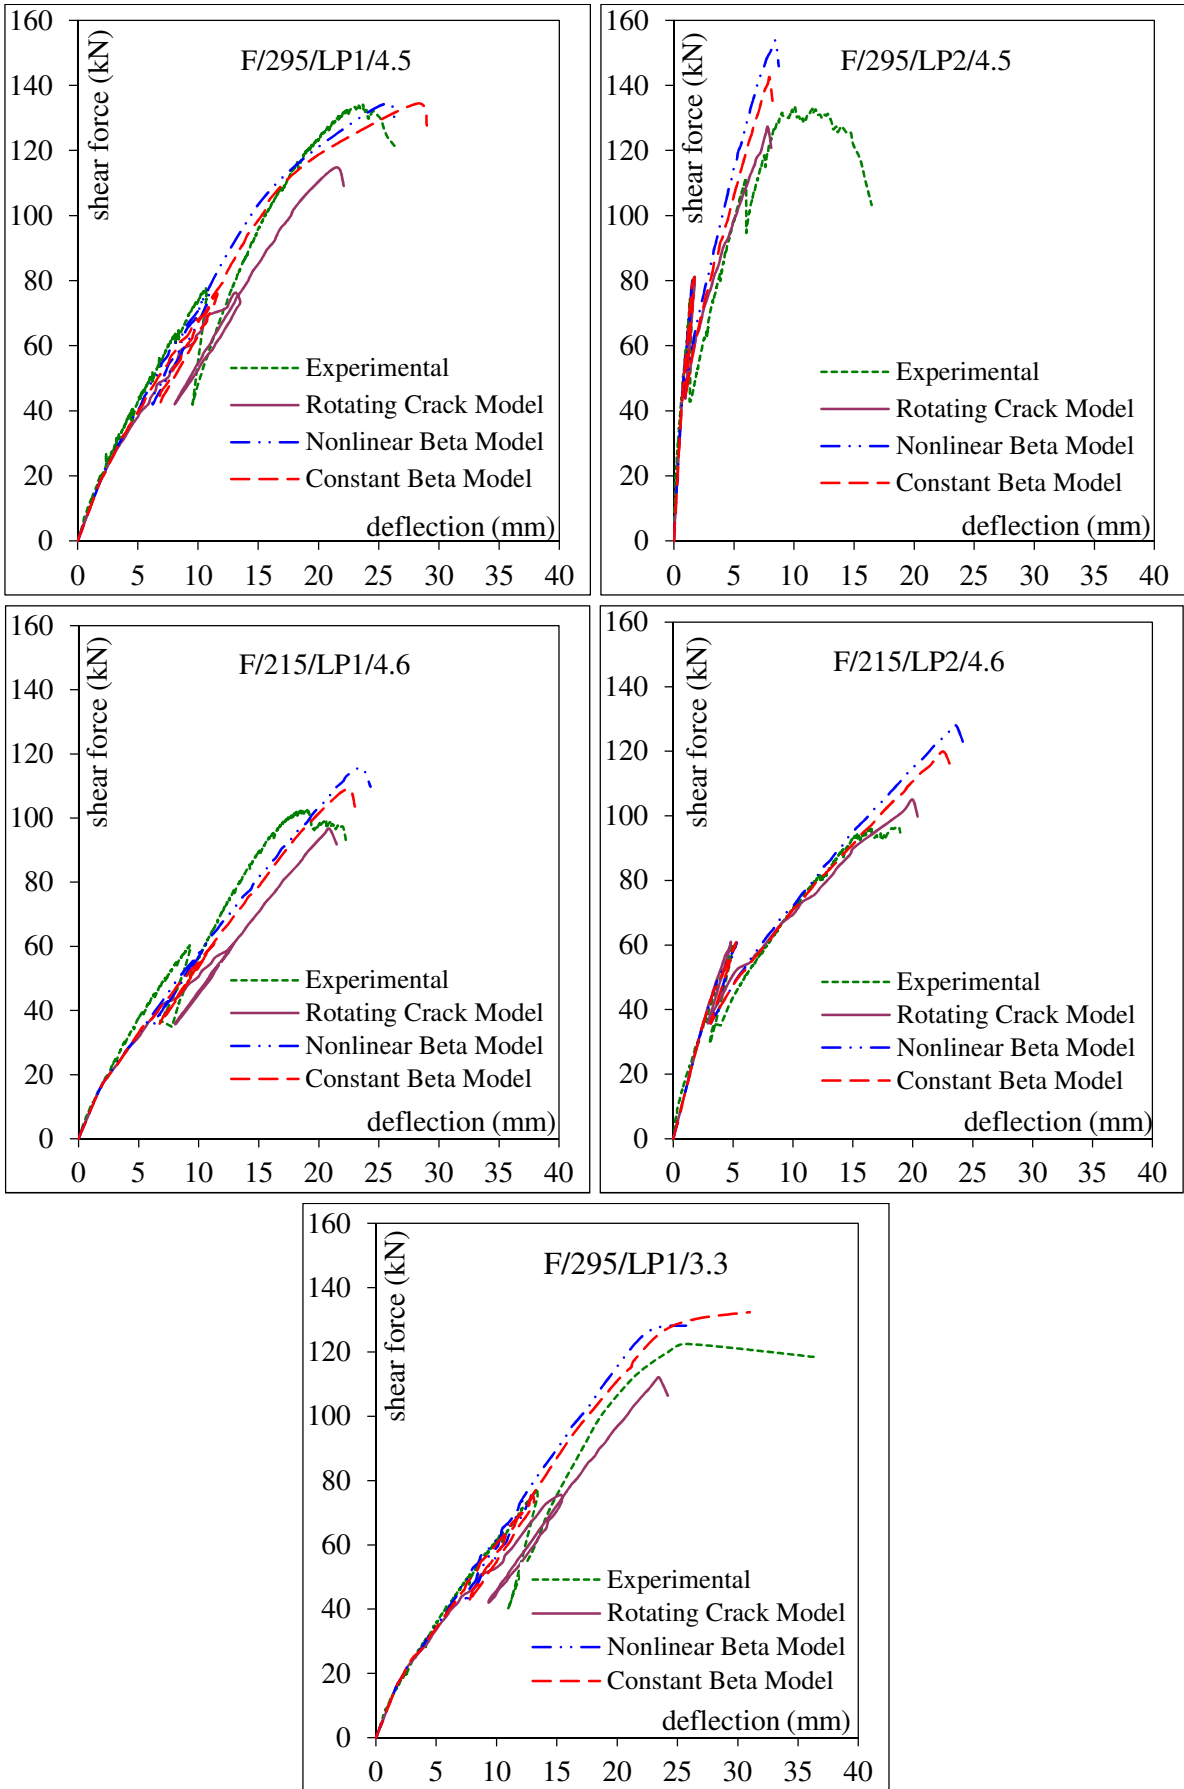 F/295/LP1/4.5
shear force (kN)
160
140
120
100
80
60
40
20
0
Experimental
Rotating Crack Model
Nonlinear Beta Model
Constant Beta Model
deflection (mm)
0 5 10 15 20 25 30 35 40
F/295/LP2/4.5
shear force (kN)
160
140
120
100
80
60
40
20
0
Experimental
Rotating Crack Model
Nonlinear Beta Model
Constant Beta Model
deflection (mm)
0 5 10 15 20 25 30 35 40
F/215/LP1/4.6
shear force (kN)
160
140
120
100
80
60
40
20
0
Experimental
Rotating Crack Model
Nonlinear Beta Model
Constant Beta Model
deflection (mm)
0 5 10 15 20 25 30 35 40
F/215/LP2/4.6
shear force (kN)
160
140
120
100
80
60
40
20
0
Experimental
Rotating Crack Model
Nonlinear Beta Model
Constant Beta Model
deflection (mm)
0 5 10 15 20 25 30 35 40
F/295/LP1/3.3
shear force (kN)
160
140
120
100
80
60
40
20
0
Experimental
Rotating Crack Model
Nonlinear Beta Model
Constant Beta Model
deflection (mm)
0 5 10 15 20 25 30 35 40